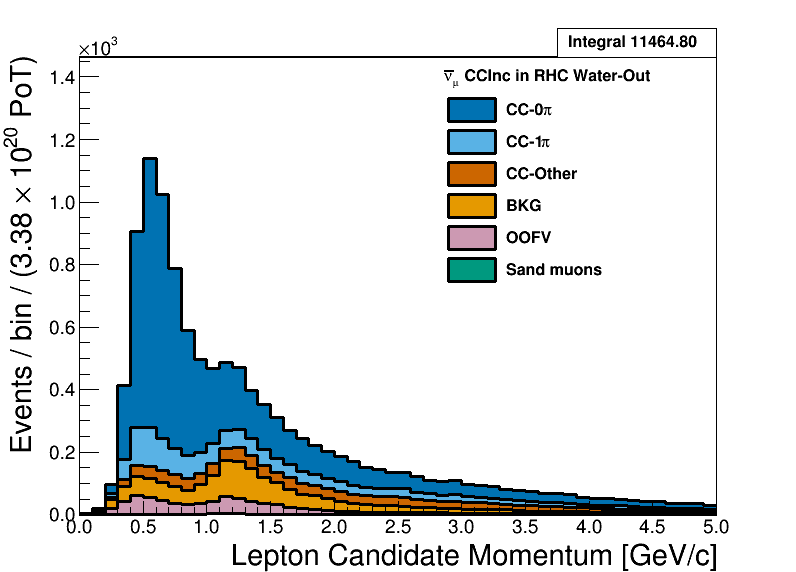 Integral 11464.80
×10³
ν̅μ CCInc in RHC Water-Out
CC-0π
CC-1π
CC-Other
BKG
OOFV
Sand muons
Events / bin / (3.38 × 10²⁰ PoT)
1.4
1.2
1.0
0.8
0.6
0.4
0.2
0.0
0.0 0.5 1.0 1.5 2.0 2.5 3.0 3.5 4.0 4.5 5.0
Lepton Candidate Momentum [GeV/c]